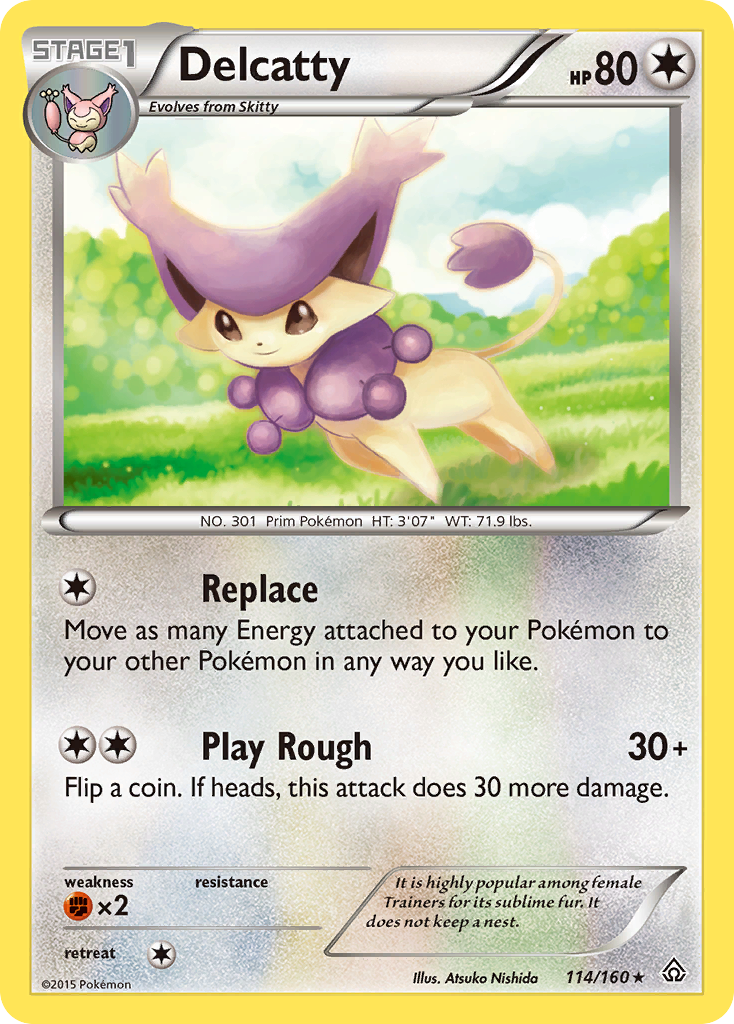 STAGE1
Delcatty
HP 80
Evolves from Skitty
NO. 301 Prim Pokémon HT: 3'07" WT: 71.9 lbs.
Replace
Move as many Energy attached to your Pokémon to
your other Pokémon in any way you like.
Play Rough 30+
Flip a coin. If heads, this attack does 30 more damage.
weakness resistance
×2
It is highly popular among female
Trainers for its sublime fur. It
does not keep a nest.
retreat
©2015 Pokémon
Illus. Atsuko Nishida 114/160 ★